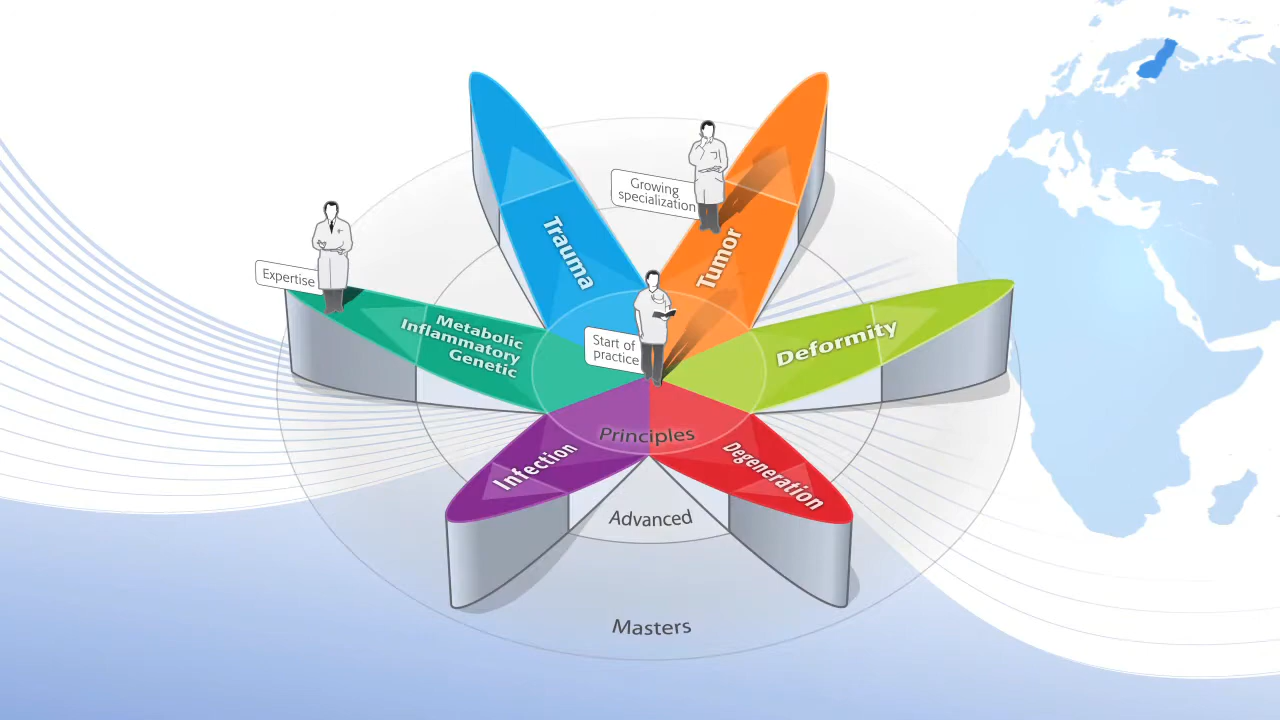 Growing
specialization
Trauma
Tumor
Expertise
Metabolic
Inflammatory
Genetic
Start of
practice
Deformity
Principles
Infection
Degeneration
Advanced
Masters